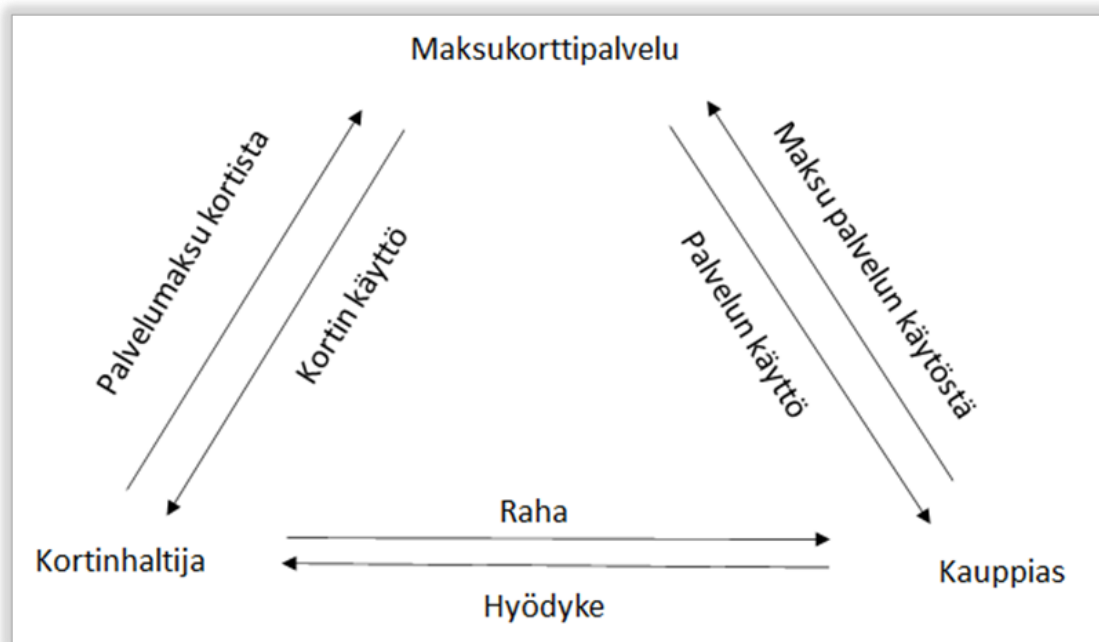 Maksukorttipalvelu
Palvelumaksu kortista
Kortin käyttö
Palvelun käyttö
Maksu palvelun käytöstä
Raha
Kortinhaltija
Kauppias
Hyödyke